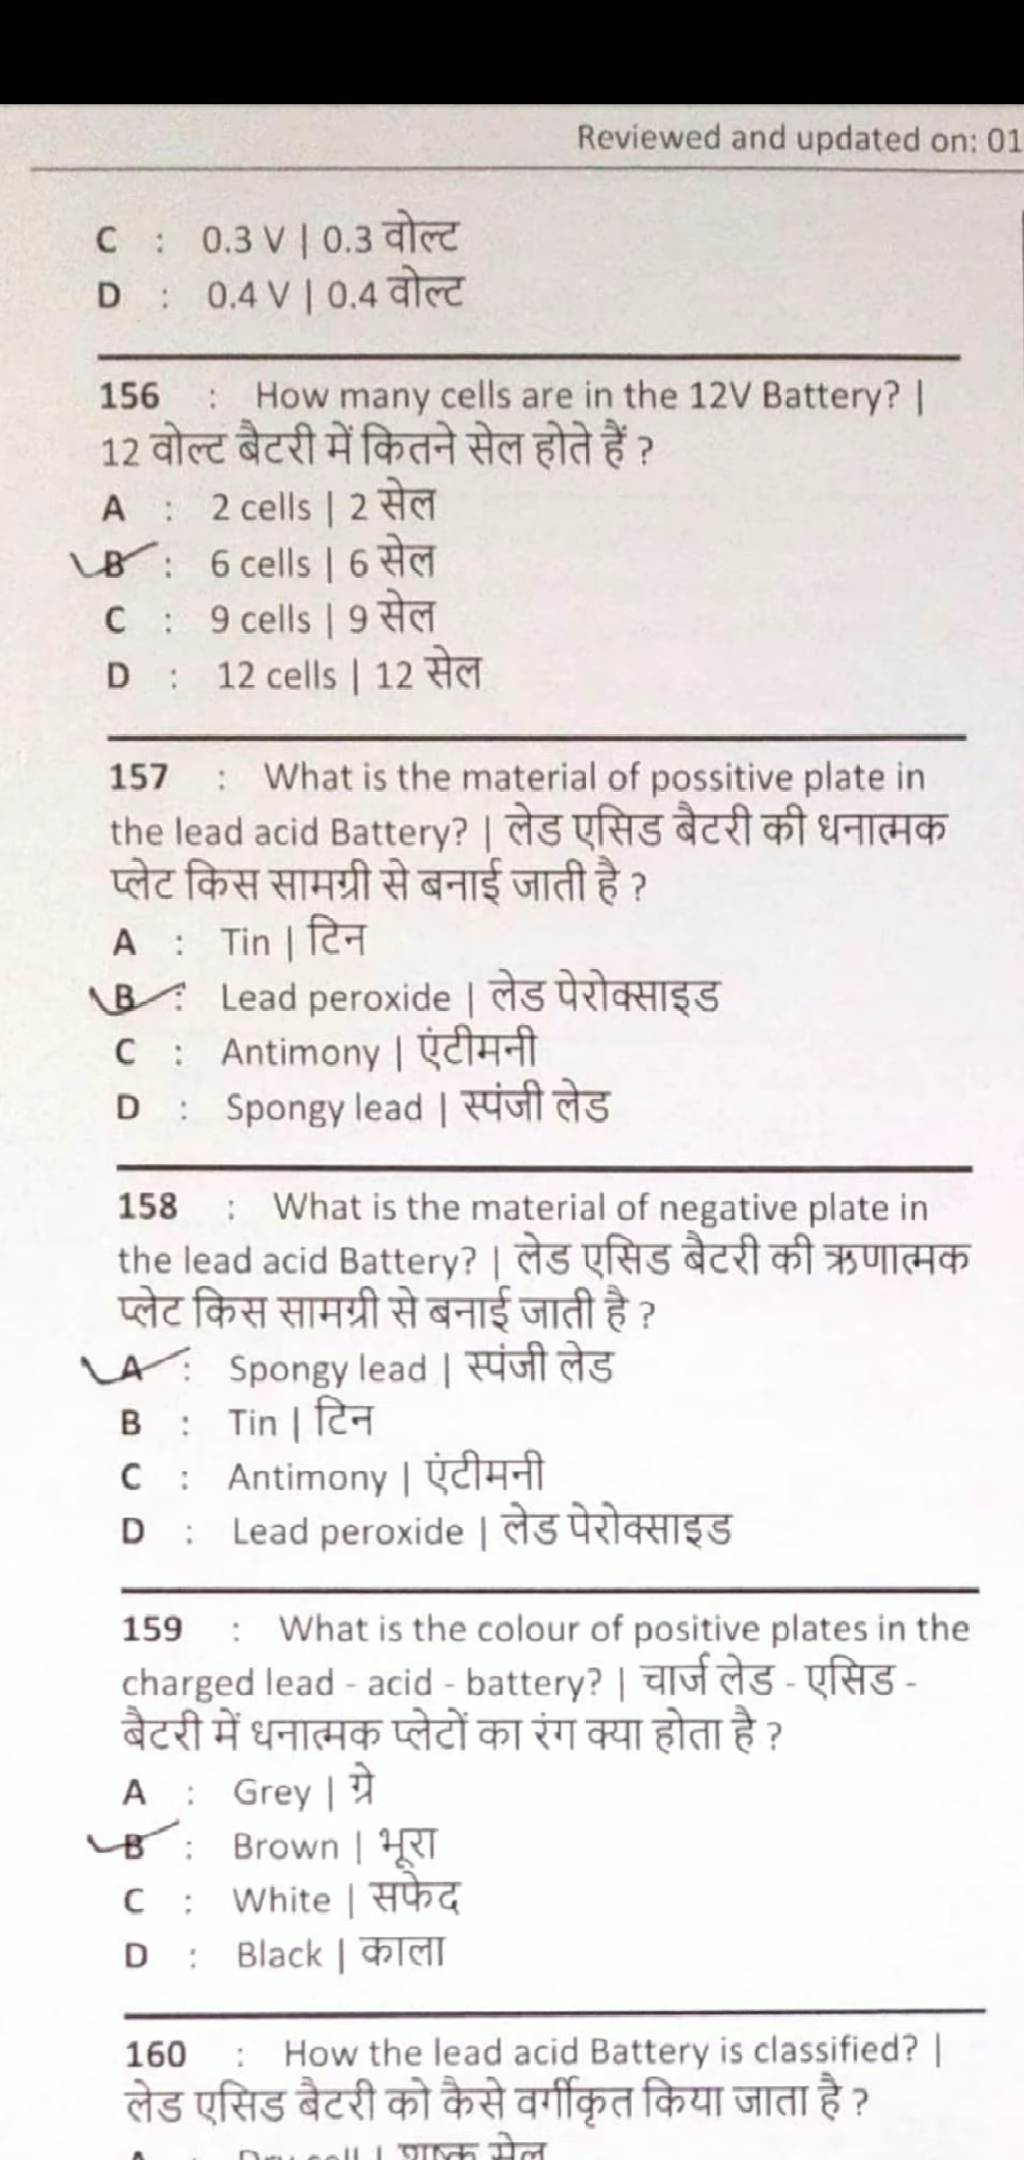 Reviewed and updated on: 01
C : 0.3 V | 0.3 वोल्ट
D : 0.4 V | 0.4 वोल्ट
156 : How many cells are in the 12V Battery? |
12 वोल्ट बैटरी में कितने सेल होते हैं ?
A : 2 cells | 2 सेल
B : 6 cells | 6 सेल
C : 9 cells | 9 सेल
D : 12 cells | 12 सेल
157 : What is the material of possitive plate in
the lead acid Battery? | लेड एसिड बैटरी की धनात्मक
प्लेट किस सामग्री से बनाई जाती है ?
A : Tin | टिन
B : Lead peroxide | लेड पेरोक्साइड
C : Antimony | एंटीमनी
D : Spongy lead | स्पंजी लेड
158 : What is the material of negative plate in
the lead acid Battery? | लेड एसिड बैटरी की ऋणात्मक
प्लेट किस सामग्री से बनाई जाती है ?
A : Spongy lead | स्पंजी लेड
B : Tin | टिन
C : Antimony | एंटीमनी
D : Lead peroxide | लेड पेरोक्साइड
159 : What is the colour of positive plates in the
charged lead - acid - battery? | चार्ज लेड - एसिड -
बैटरी में धनात्मक प्लेटों का रंग क्या होता है ?
A : Grey | ग्रे
B : Brown | भूरा
C : White | सफेद
D : Black | काला
160 : How the lead acid Battery is classified? |
लेड एसिड बैटरी को कैसे वर्गीकृत किया जाता है ?